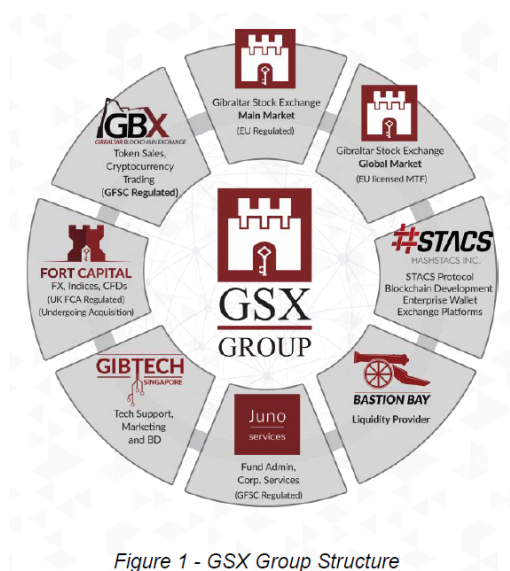 Gibraltar Stock Exchange
Main Market
(EU Regulated)
Gibraltar Stock Exchange
Global Market
(EU licensed MTF)
#STACS
HASHSTACS INC.
STACS Protocol
Blockchain Development
Enterprise Wallet
Exchange Platforms
BASTION BAY
Liquidity Provider
Juno
services
Fund Admin,
Corp. Services
(GFSC Regulated)
GIBTECH
SINGAPORE
Tech Support,
Marketing
and BD
FORT CAPITAL
FX, Indices, CFDs
(UK FCA Regulated)
(Undergoing Acquisition)
GBX
GIBRALTAR BLOCKCHAIN EXCHANGE
Token Sales,
Cryptocurrency
Trading
(GFSC Regulated)
GSX
GROUP
Figure 1 - GSX Group Structure